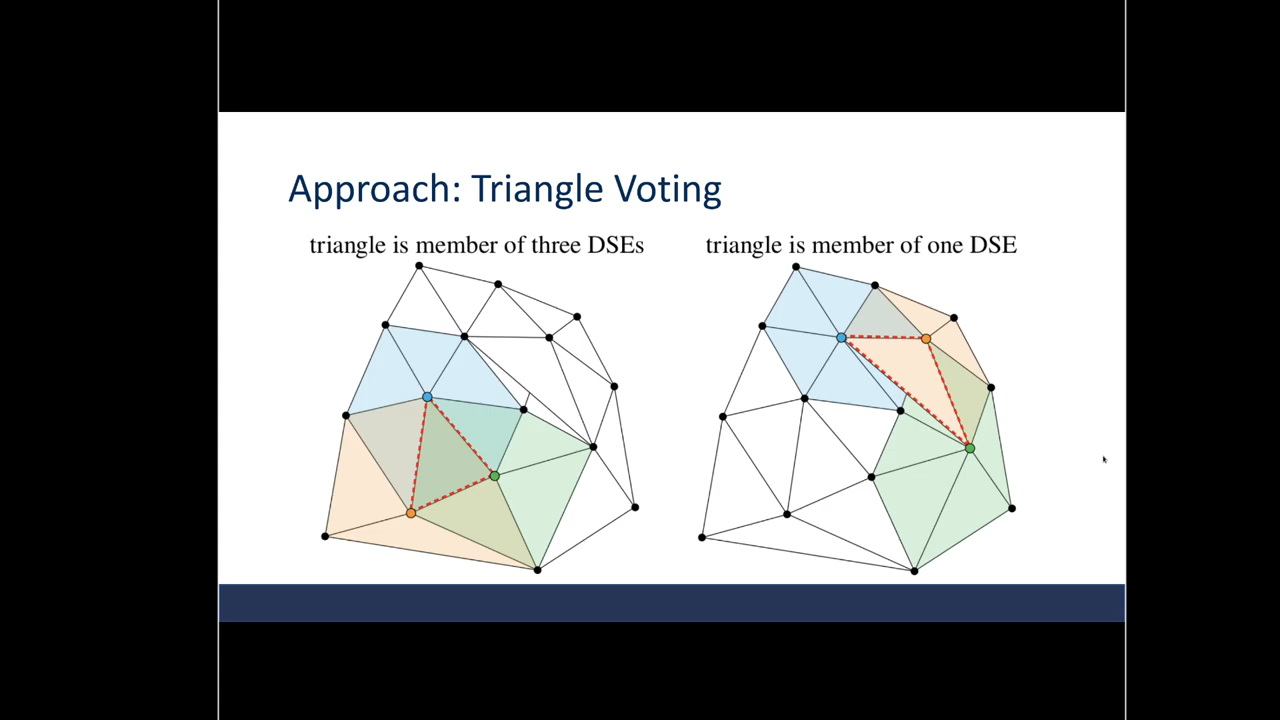 Approach: Triangle Voting
triangle is member of three DSEs
triangle is member of one DSE